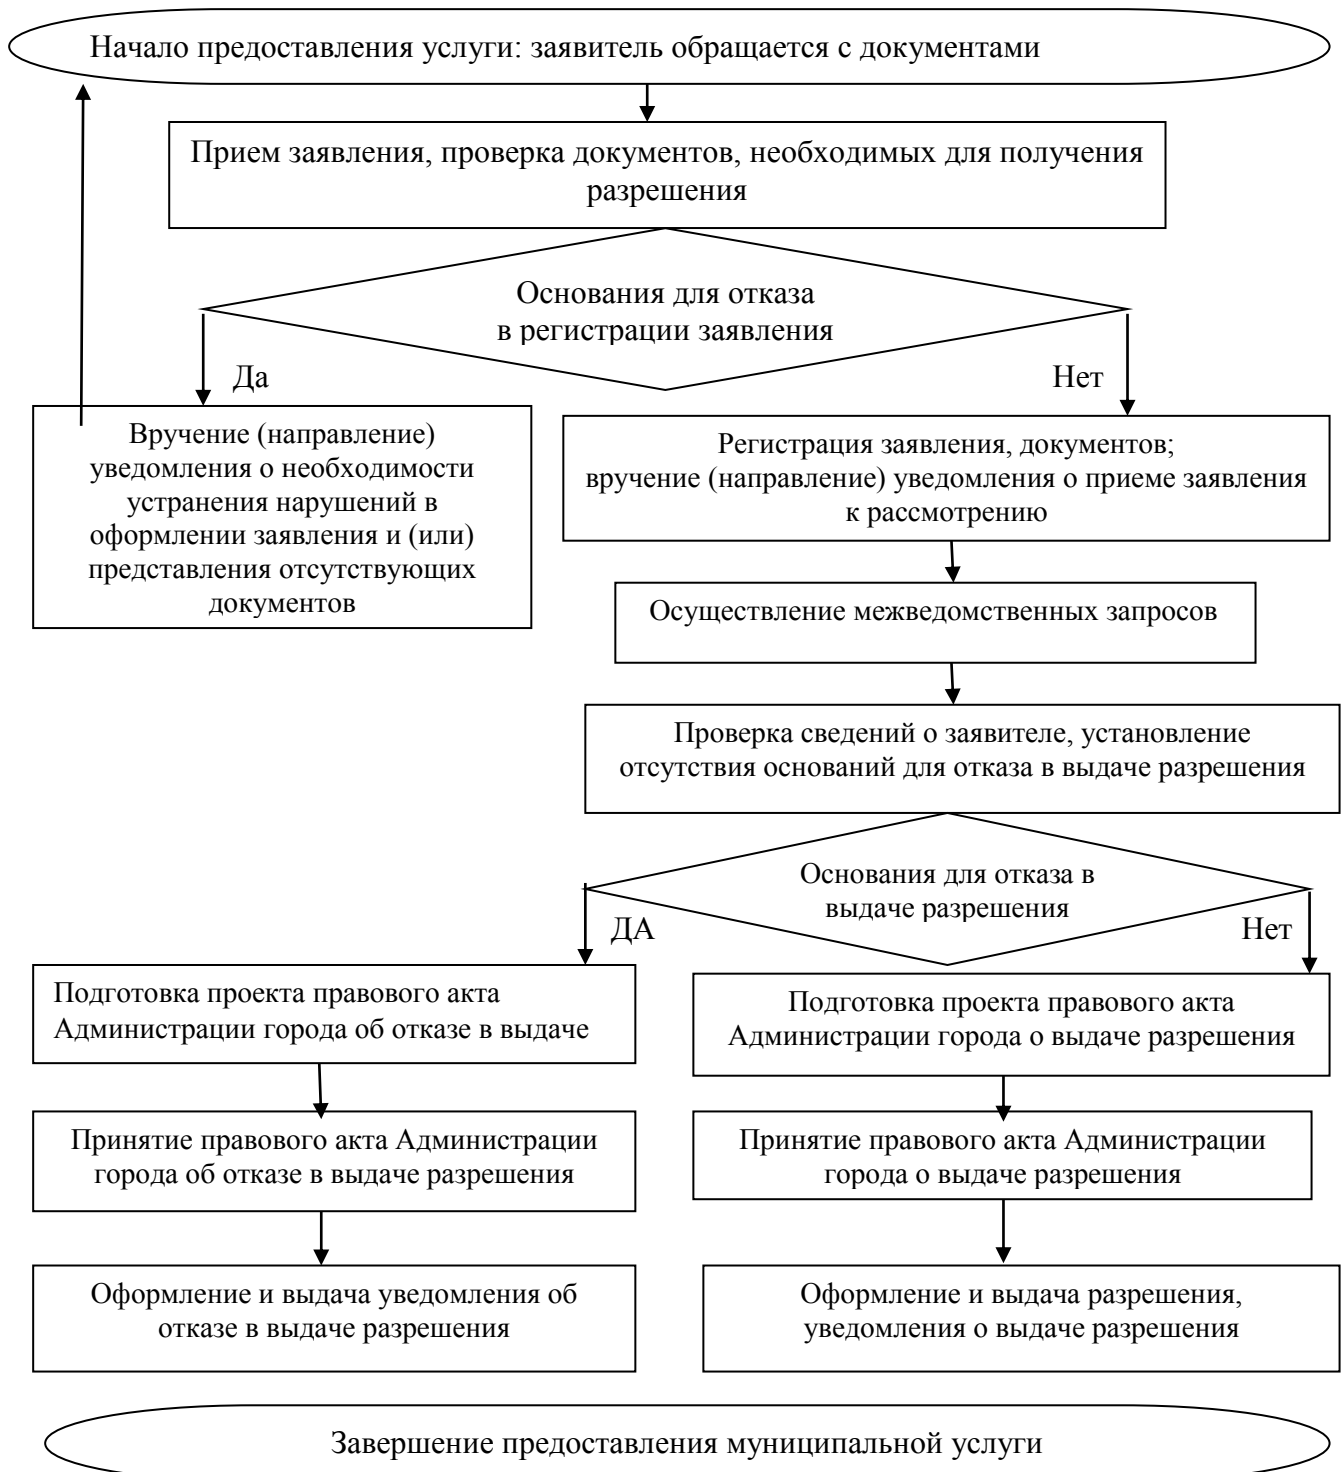 Начало предоставления услуги: заявитель обращается с документами
Прием заявления, проверка документов, необходимых для получения
разрешения
Основания для отказа
в регистрации заявления
Да
Нет
Вручение (направление)
уведомления о необходимости
устранения нарушений в
оформлении заявления и (или)
представления отсутствующих
документов
Регистрация заявления, документов;
вручение (направление) уведомления о приеме заявления
к рассмотрению
Осуществление межведомственных запросов
Проверка сведений о заявителе, установление
отсутствия оснований для отказа в выдаче разрешения
Основания для отказа в
выдаче разрешения
ДА
Нет
Подготовка проекта правового акта
Администрации города об отказе в выдаче
Подготовка проекта правового акта
Администрации города о выдаче разрешения
Принятие правового акта Администрации
города об отказе в выдаче разрешения
Принятие правового акта Администрации
города о выдаче разрешения
Оформление и выдача уведомления об
отказе в выдаче разрешения
Оформление и выдача разрешения,
уведомления о выдаче разрешения
Завершение предоставления муниципальной услуги